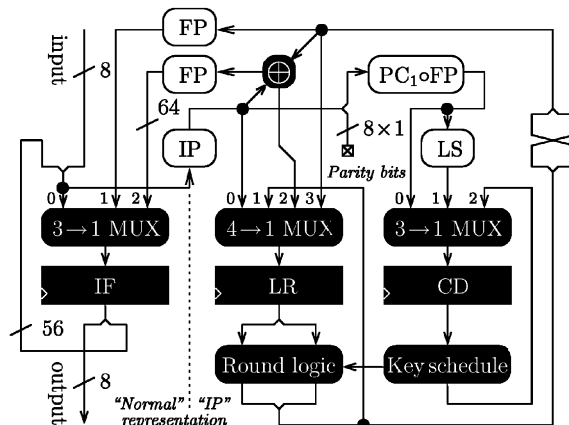 input
8
FP
FP
64
IP
PC₁∘FP
8×1
Parity bits
LS
0
1
2
3→1 MUX
0
1
2
3
4→1 MUX
0
1
2
3→1 MUX
IF
LR
CD
56
Round logic
Key schedule
8
output
"Normal" "IP"
representation